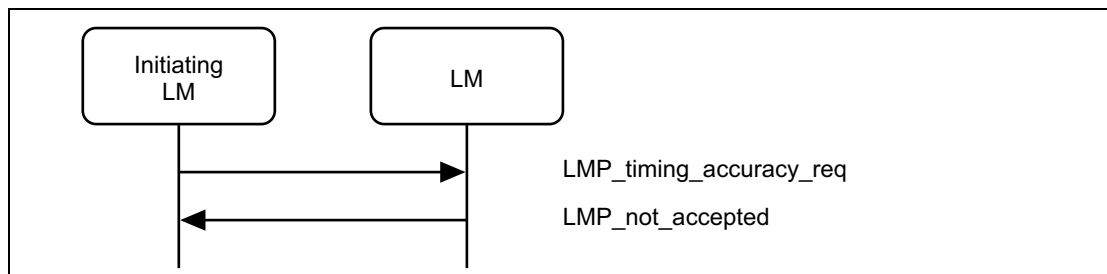 Initiating
LM
LM
LMP_timing_accuracy_req
LMP_not_accepted